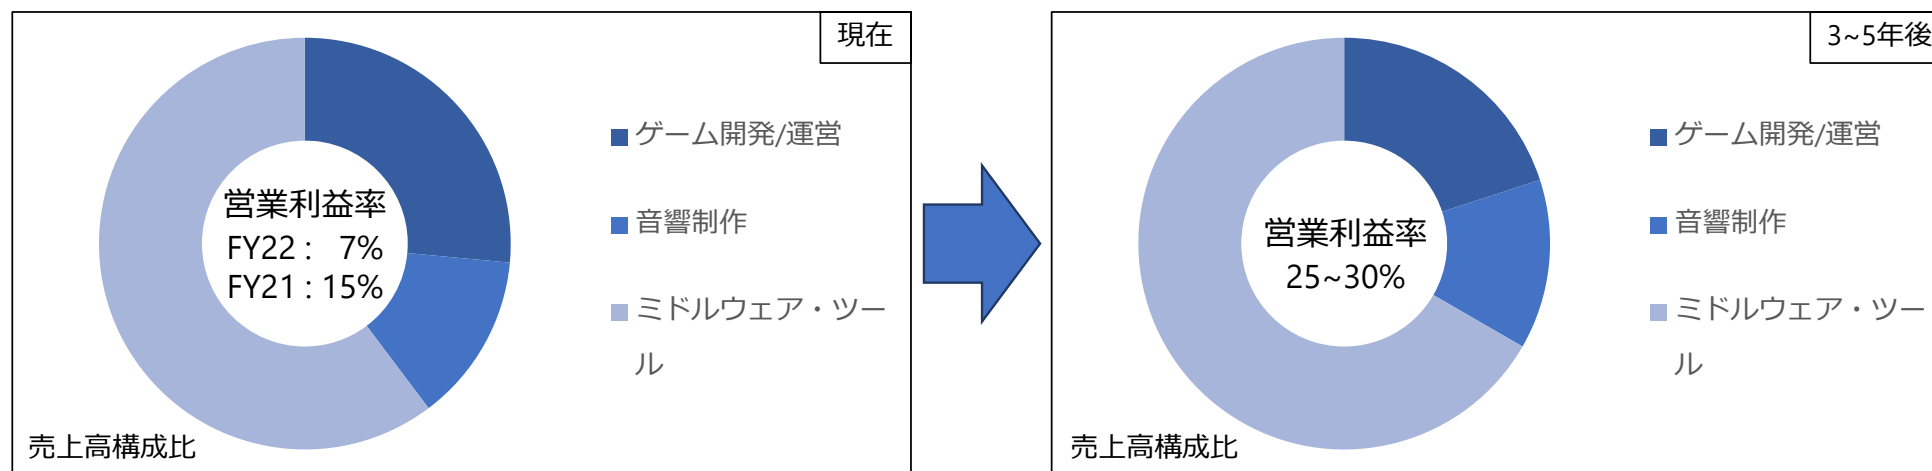 現在
営業利益率
FY22： 7%
FY21 : 15%
ゲーム開発/運営
音響制作
ミドルウェア・ツー
ル
売上高構成比
3~5年後
営業利益率
25~30%
ゲーム開発/運営
音響制作
ミドルウェア・ツー
ル
売上高構成比